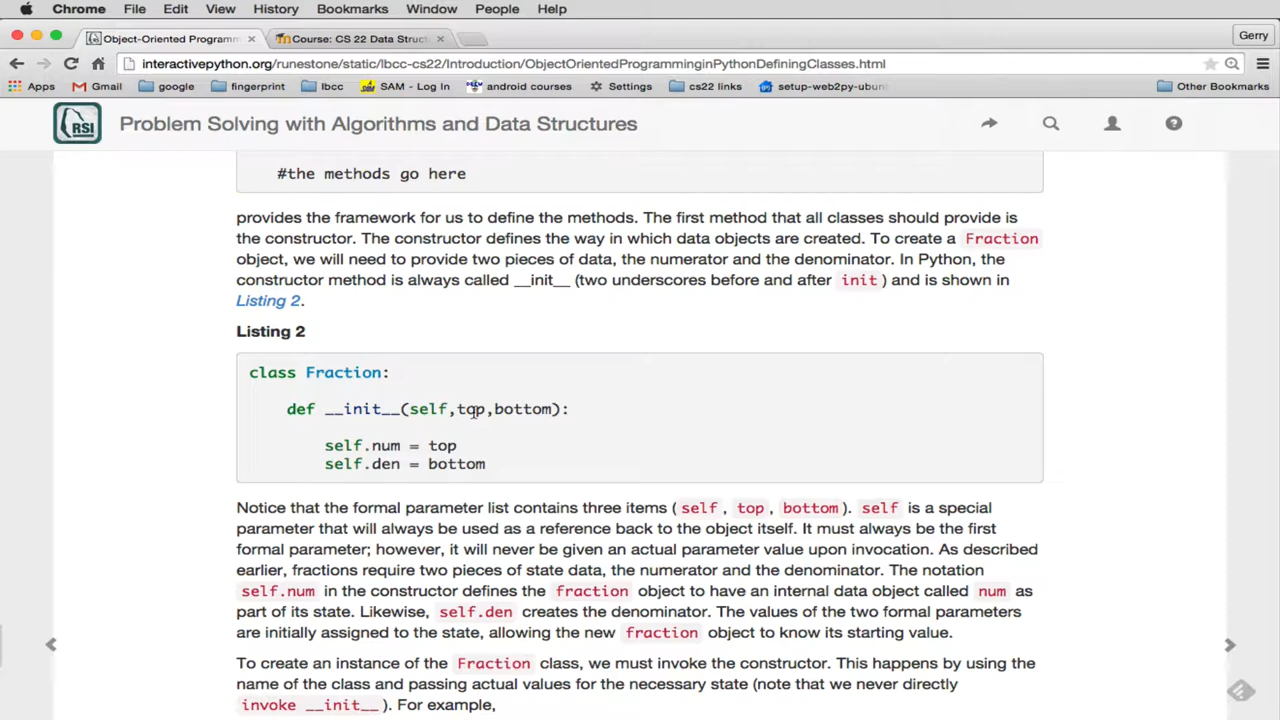 Chrome File Edit View History Bookmarks Window People Help
Object-Oriented Programm Course: CS 22 Data Struct Gerry
interactivepython.org/runestone/static/lbcc-cs22/Introduction/ObjectOrientedProgramminginPythonDefiningClasses.html
Apps Gmail google fingerprint lbcc SAM - Log In android courses Settings cs22 links setup-web2py-ubun Other Bookmarks
RSI Problem Solving with Algorithms and Data Structures
#the methods go here
provides the framework for us to define the methods. The first method that all classes should provide is
the constructor. The constructor defines the way in which data objects are created. To create a Fraction
object, we will need to provide two pieces of data, the numerator and the denominator. In Python, the
constructor method is always called __init__ (two underscores before and after init ) and is shown in
Listing 2.
Listing 2
class Fraction:
def __init__(self,top,bottom):
self.num = top
self.den = bottom
Notice that the formal parameter list contains three items ( self , top , bottom ). self is a special
parameter that will always be used as a reference back to the object itself. It must always be the first
formal parameter; however, it will never be given an actual parameter value upon invocation. As described
earlier, fractions require two pieces of state data, the numerator and the denominator. The notation
self.num in the constructor defines the fraction object to have an internal data object called num as
part of its state. Likewise, self.den creates the denominator. The values of the two formal parameters
are initially assigned to the state, allowing the new fraction object to know its starting value.
To create an instance of the Fraction class, we must invoke the constructor. This happens by using the
name of the class and passing actual values for the necessary state (note that we never directly
invoke __init__ ). For example,